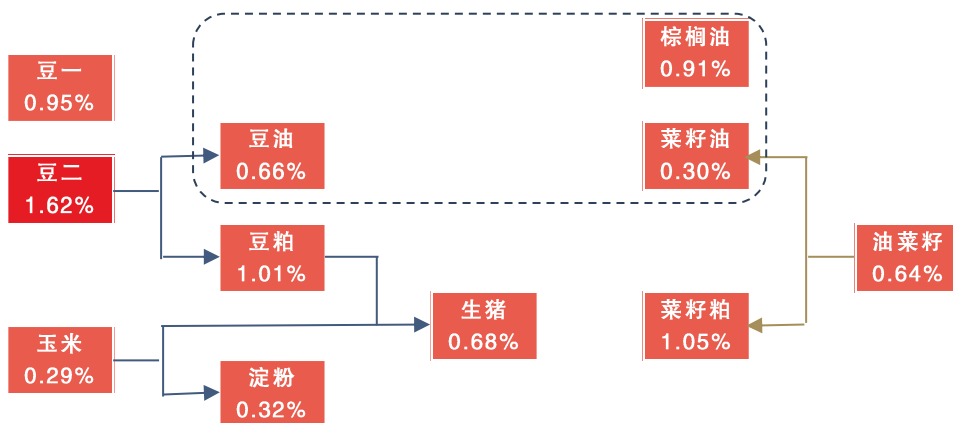 棕榈油
0.91%
豆一
0.95%
豆油
0.66%
菜籽油
0.30%
豆二
1.62%
豆粕
1.01%
油菜籽
0.64%
生猪
0.68%
菜籽粕
1.05%
玉米
0.29%
淀粉
0.32%